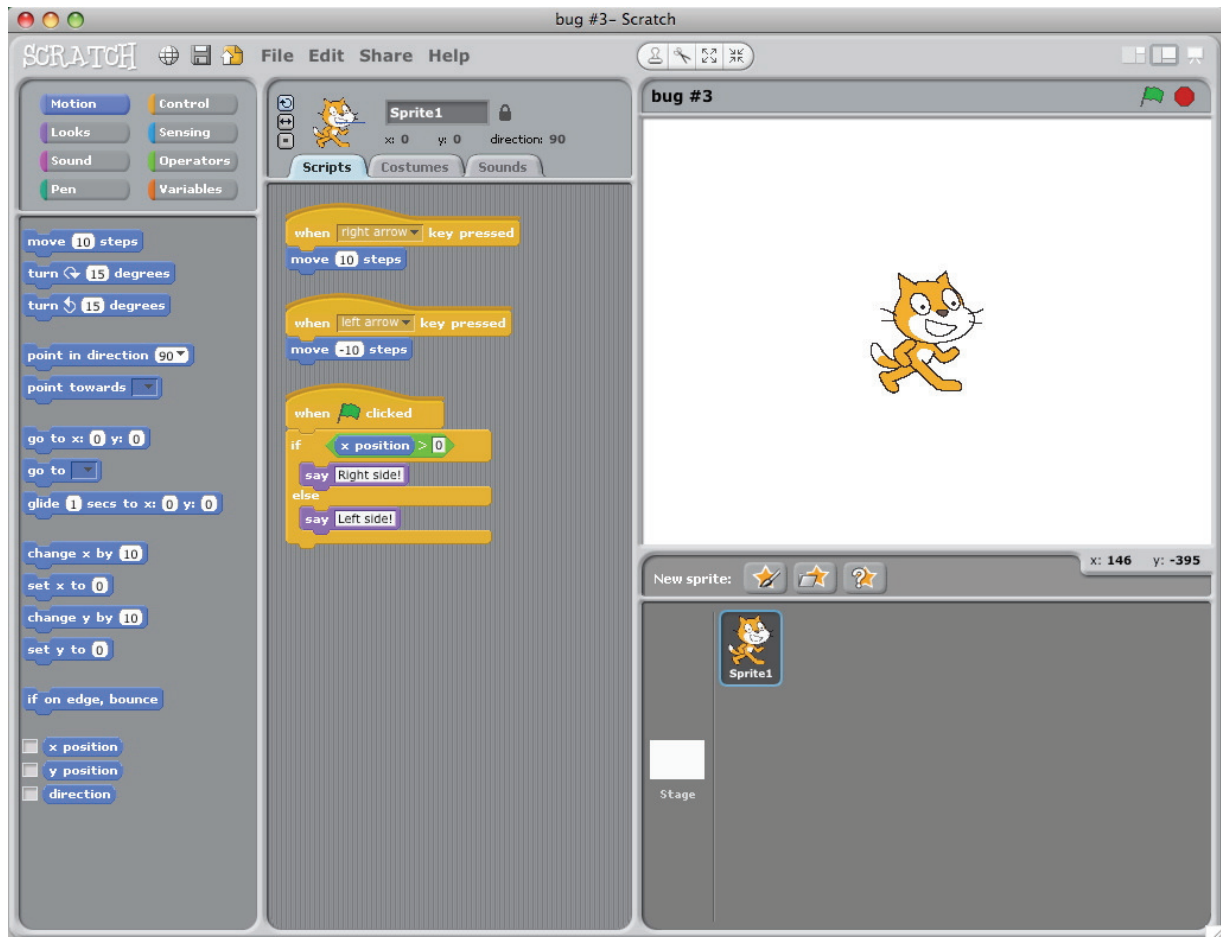 bug #3– Scratch
SCRATCH File Edit Share Help
Motion Control
Looks Sensing
Sound Operators
Pen Variables
move 10 steps
turn 15 degrees
turn 15 degrees
point in direction 90
point towards
go to x: 0 y: 0
go to
glide 1 secs to x: 0 y: 0
change x by 10
set x to 0
change y by 10
set y to 0
if on edge, bounce
x position
y position
direction
Sprite1
x: 0 y: 0 direction: 90
Scripts Costumes Sounds
when right arrow key pressed
move 10 steps
when left arrow key pressed
move -10 steps
when clicked
if x position > 0
say Right side!
else
say Left side!
bug #3
x: 146 y: -395
New sprite:
Sprite1
Stage